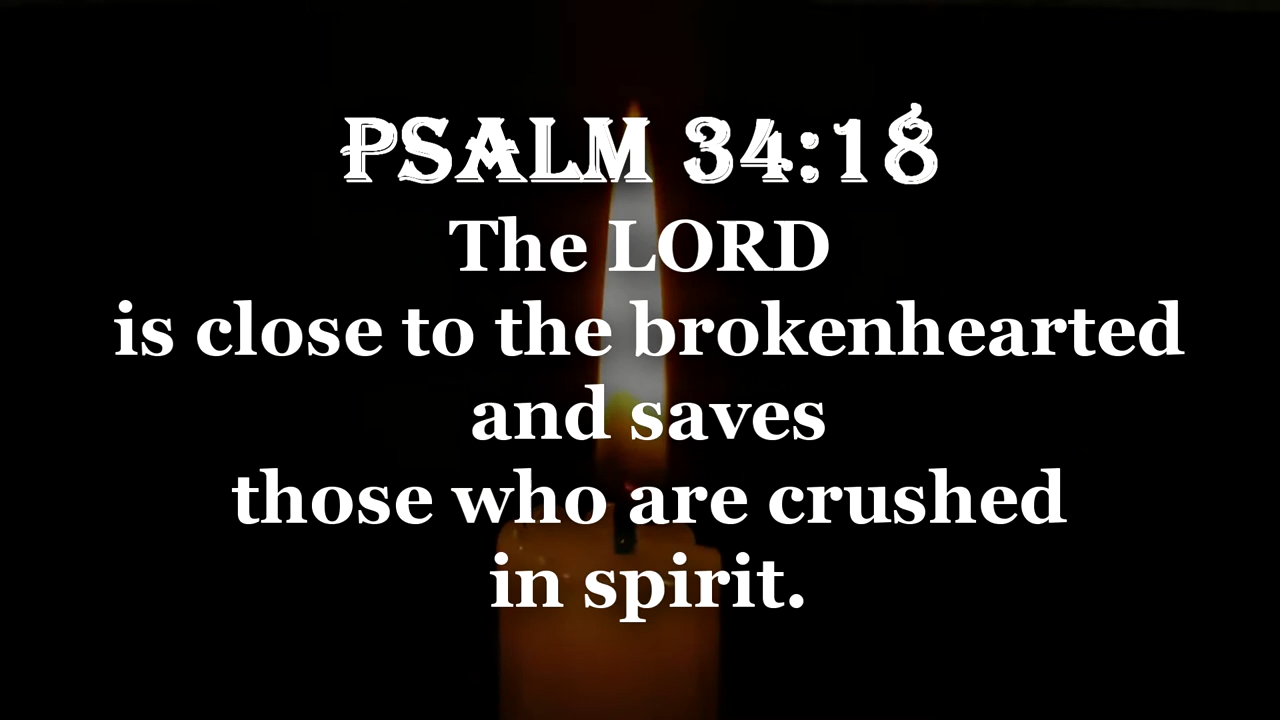 PSALM 34:18
The LORD
is close to the brokenhearted
and saves
those who are crushed
in spirit.